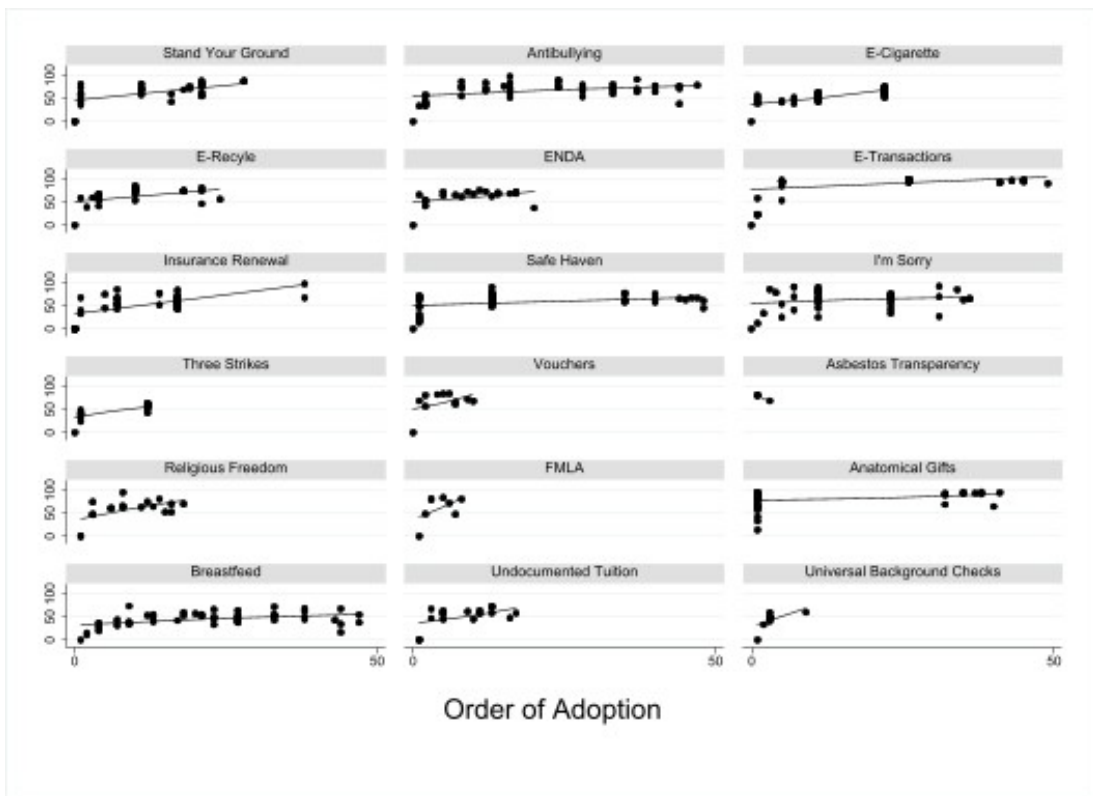 Stand Your Ground Antibullying E-Cigarette
0 50 100
E-Recyle ENDA E-Transactions
0 50 100
Insurance Renewal Safe Haven I'm Sorry
0 50 100
Three Strikes Vouchers Asbestos Transparency
0 50 100
Religious Freedom FMLA Anatomical Gifts
0 50 100
Breastfeed Undocumented Tuition Universal Background Checks
0 50 100
0 50 0 50 0 50
Order of Adoption